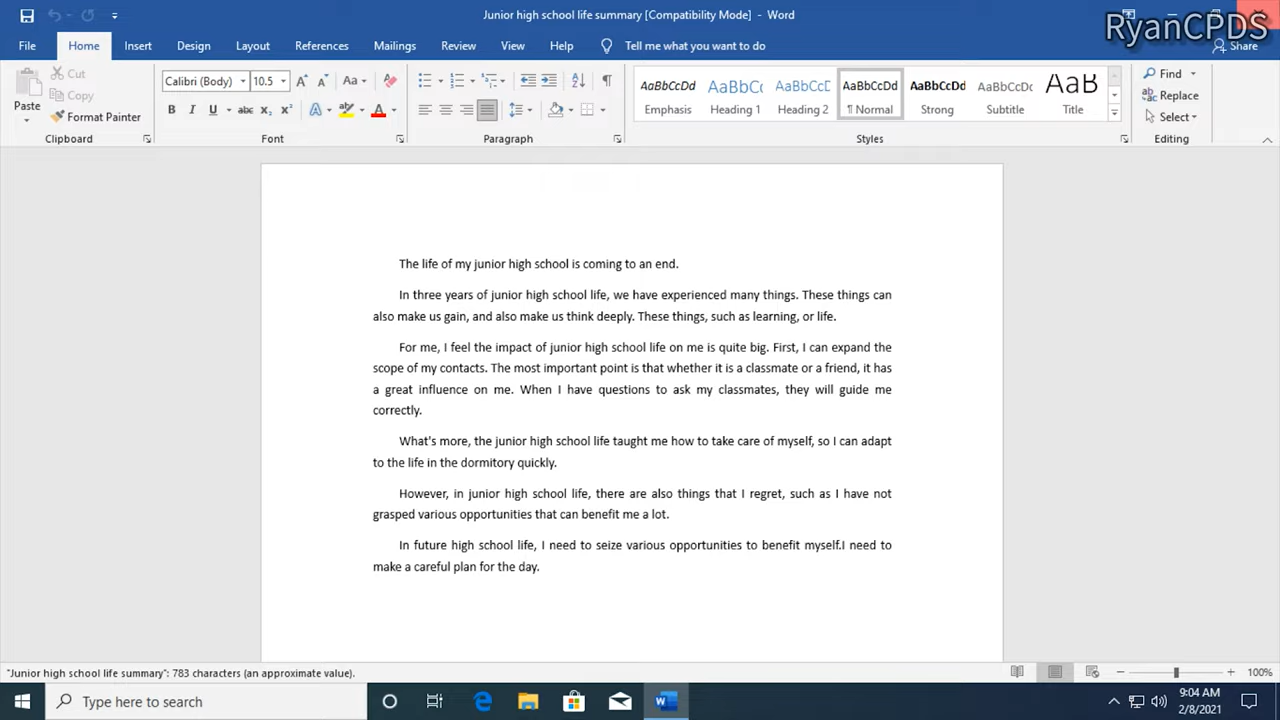 Junior high school life summary [Compatibility Mode] - Word
RyanCPDS
File Home Insert Design Layout References Mailings Review View Help Tell me what you want to do Share
Paste
Cut
Copy
Format Painter
Clipboard
Calibri (Body) 10.5
Font
Paragraph
AaBbCcDd Emphasis
AaBbCc Heading 1
AaBbCcD Heading 2
AaBbCcDd ¶ Normal
AaBbCcDd Strong
AaBbCcDc Subtitle
AaB Title
Styles
Find
Replace
Select
Editing
The life of my junior high school is coming to an end.
In three years of junior high school life, we have experienced many things. These things can
also make us gain, and also make us think deeply. These things, such as learning, or life.
For me, I feel the impact of junior high school life on me is quite big. First, I can expand the
scope of my contacts. The most important point is that whether it is a classmate or a friend, it has
a great influence on me. When I have questions to ask my classmates, they will guide me
correctly.
What's more, the junior high school life taught me how to take care of myself, so I can adapt
to the life in the dormitory quickly.
However, in junior high school life, there are also things that I regret, such as I have not
grasped various opportunities that can benefit me a lot.
In future high school life, I need to seize various opportunities to benefit myself.I need to
make a careful plan for the day.
"Junior high school life summary": 783 characters (an approximate value).
100%
Type here to search
9:04 AM
2/8/2021